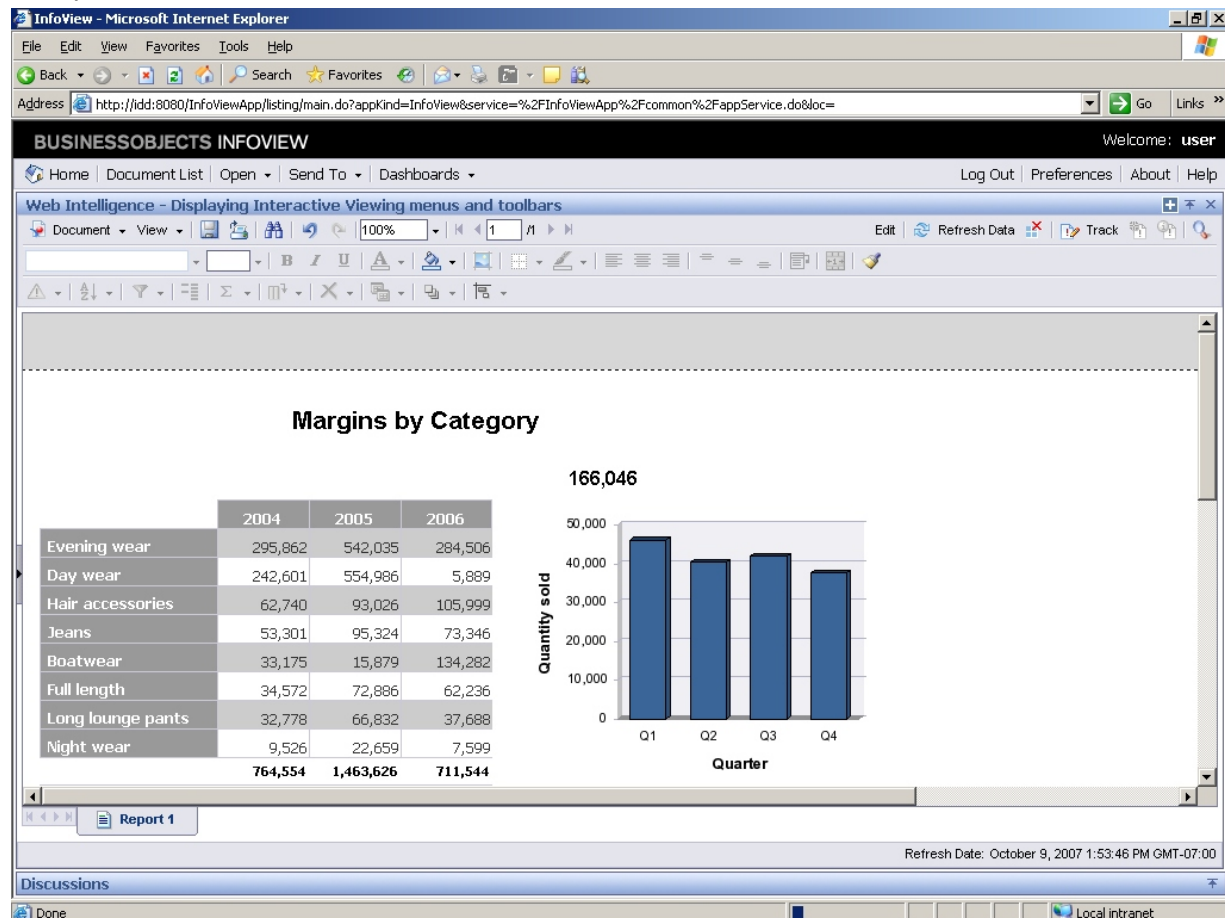 InfoView - Microsoft Internet Explorer
File Edit View Favorites Tools Help
Back Search Favorites
Address http://idd:8080/InfoViewApp/listing/main.do?appKind=InfoView&service=%2FInfoViewApp%2Fcommon%2FappService.do&loc= Go Links »
BUSINESSOBJECTS INFOVIEW Welcome: user
Home Document List Open Send To Dashboards Log Out Preferences About Help
Web Intelligence - Displaying Interactive Viewing menus and toolbars
Document View 100% 1 /1 Edit Refresh Data Track
B I U A
Margins by Category
166,046
2004 2005 2006
Evening wear 295,862 542,035 284,506
Day wear 242,601 554,986 5,889
Hair accessories 62,740 93,026 105,999
Jeans 53,301 95,324 73,346
Boatwear 33,175 15,879 134,282
Full length 34,572 72,886 62,236
Long lounge pants 32,778 66,832 37,688
Night wear 9,526 22,659 7,599
764,554 1,463,626 711,544
Quantity sold
50,000
40,000
30,000
20,000
10,000
0
Q1 Q2 Q3 Q4
Quarter
Report 1
Refresh Date: October 9, 2007 1:53:46 PM GMT-07:00
Discussions
Done Local intranet